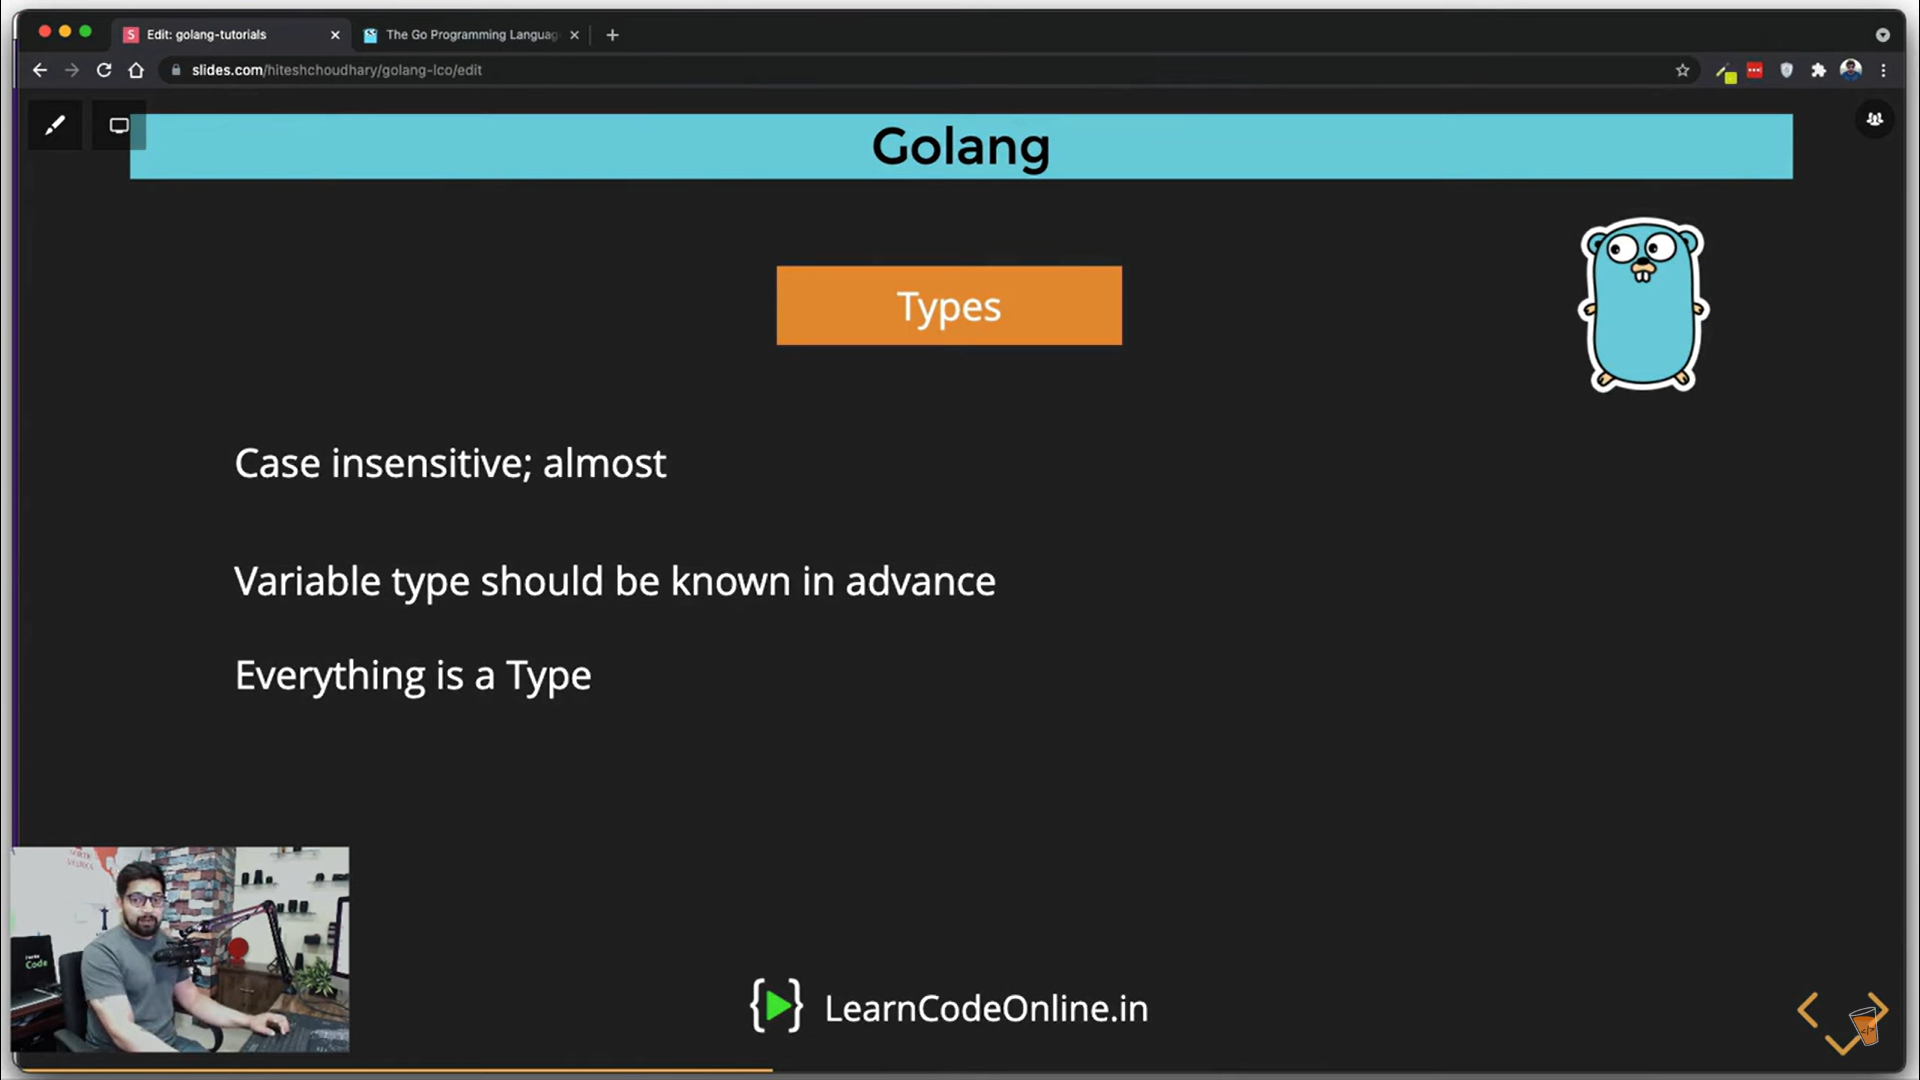 Edit: golang-tutorials
The Go Programming Languag
slides.com/hiteshchoudhary/golang-lco/edit
Golang
Types
Case insensitive; almost
Variable type should be known in advance
Everything is a Type
Code
LearnCodeOnline.in